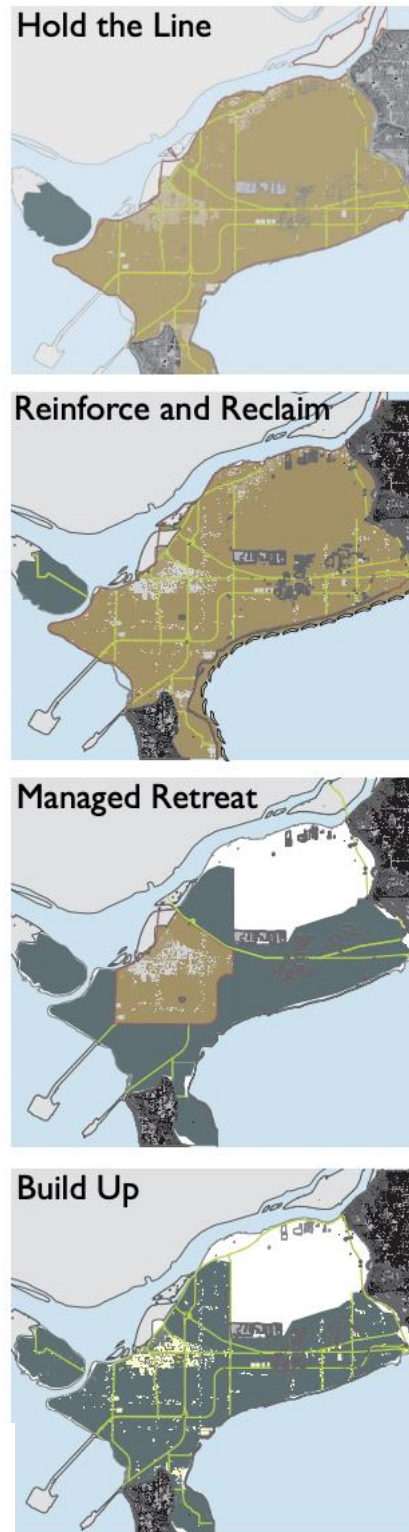 Hold the Line
Reinforce and Reclaim
Managed Retreat
Build Up